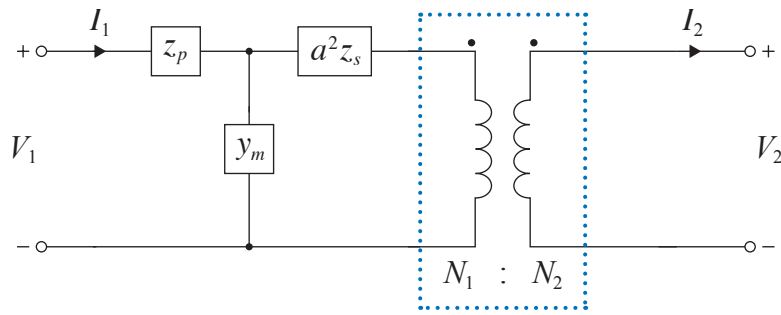 I₁ I₂
+ zₚ a²zₛ +
V₁ yₘ V₂
− −
N₁ : N₂